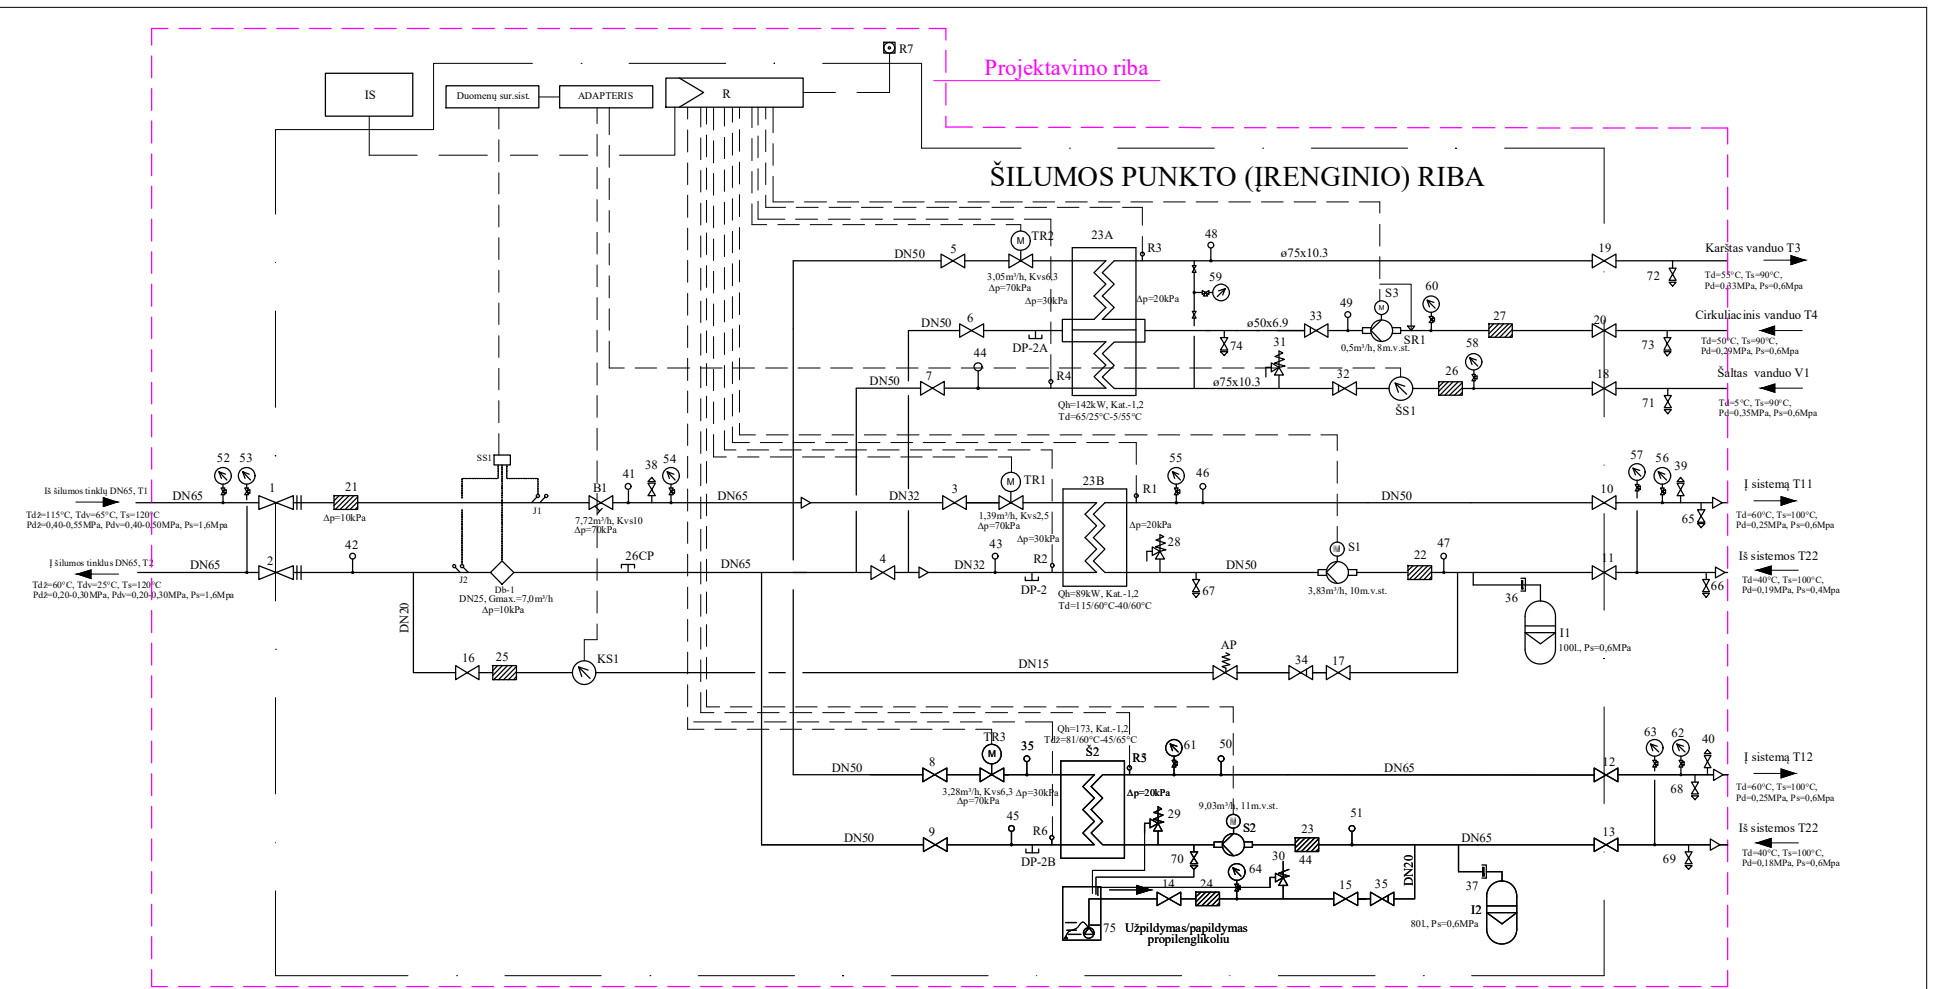 R7
Projektavimo riba
IS
Duomenų sur.sist.
ADAPTERIS
R
ŠILUMOS PUNKTO (ĮRENGINIO) RIBA
DN50
5
TR2
M
3,05m³/h, Kvs6,3
Δp=70kPa
23A
Δp=30kPa
R3
48
ø75x10.3
19
Karštas vanduo T3
72
Td=55°C, Ts=90°C,
Pd=0,33MPa, Ps=0,6Mpa
59
Δp=20kPa
S3
M
49
60
DN50
6
DP-2A
ø50x6.9
33
SR1
27
20
Cirkuliacinis vanduo T4
74
31
0,5m³/h, 8m.v.st.
58
73
Td=50°C, Ts=90°C,
Pd=0,29MPa, Ps=0,6Mpa
44
DN50
7
R4
ø75x10.3
32
ŠS1
26
18
Šaltas vanduo V1
71
Td=5°C, Ts=90°C,
Pd=0,35MPa, Ps=0,6Mpa
Qh=142kW, Kat.-1,2
Td=65/25°C-5/55°C
52
53
SS1
41
38
54
TR1
M
23B
55
46
57
56
39
Iš šilumos tinklų DN65, T1
DN65
1
21
J1
B1
DN65
DN32
3
R1
DN50
10
Į sistemą T11
Tdž=115°C, Tdv=65°C, Ts=120°C
Pdž=0,40-0,55MPa, Pdv=0,40-0,50MPa, Ps=1,6Mpa
Δp=10kPa
7,72m³/h, Kvs10
Δp=70kPa
1,39m³/h, Kvs2,5
Δp=70kPa
Δp=30kPa
Δp=20kPa
28
65
Td=60°C, Ts=100°C,
Pd=0,25MPa, Ps=0,6Mpa
Į šilumos tinklus DN65, T2
DN65
2
42
J2
26CP
DN65
4
DN32
43
R2
DP-2
DN50
S1
M
22
47
11
Iš sistemos T22
Tdž=60°C, Tdv=25°C, Ts=120°C
Pdž=0,20-0,30MPa, Pdv=0,20-0,30MPa, Ps=1,6Mpa
Db-1
DN25, Gmax.=7,0m³/h
Δp=10kPa
Qh=89kW, Kat.-1,2
Td=115/60°C-40/60°C
67
3,83m³/h, 10m.v.st.
36
66
Td=40°C, Ts=100°C,
Pd=0,19MPa, Ps=0,4Mpa
DN20
I1
100l., Ps=0,6MPa
16
25
KS1
DN15
AP
34
17
Qh=173, Kat.-1,2
Tdž=81/60°C-45/65°C
Š2
TR3
M
35
R5
61
50
63
62
40
DN50
8
DN65
12
Į sistemą T12
3,28m³/h, Kvs6,3
Δp=70kPa
Δp=30kPa
Δp=20kPa
68
Td=60°C, Ts=100°C,
Pd=0,25MPa, Ps=0,6Mpa
9,03m³/h, 11m.v.st.
29
M
S2
45
R6
DN50
9
DP-2B
23
44
51
DN65
13
Iš sistemos T22
70
64
30
DN20
69
Td=40°C, Ts=100°C,
Pd=0,18MPa, Ps=0,6Mpa
14
24
15
35
37
I2
80l, Ps=0,6MPa
75
Užpildymas/papildymas
propilenglikoliu